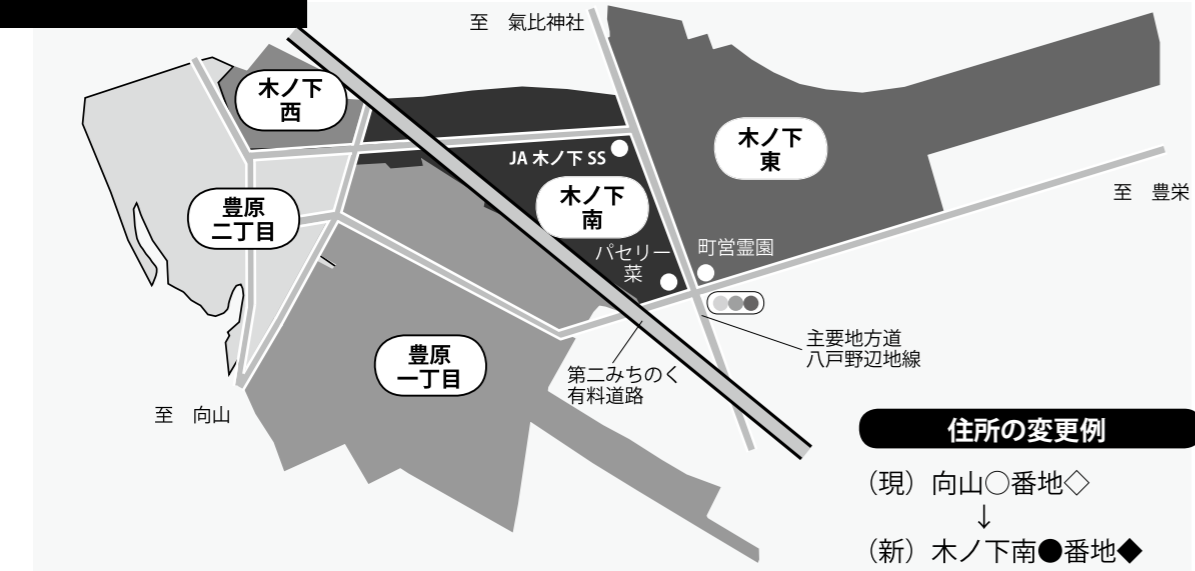 至　氣比神社
木ノ下
西
木ノ下
東
JA 木ノ下 SS
木ノ下
南
至　豊栄
豊原
二丁目
パセリー
菜
町営霊園
主要地方道
八戸野辺地線
豊原
一丁目
第二みちのく
有料道路
至　向山
住所の変更例
（現）向山○番地◇
↓
（新）木ノ下南●番地◆